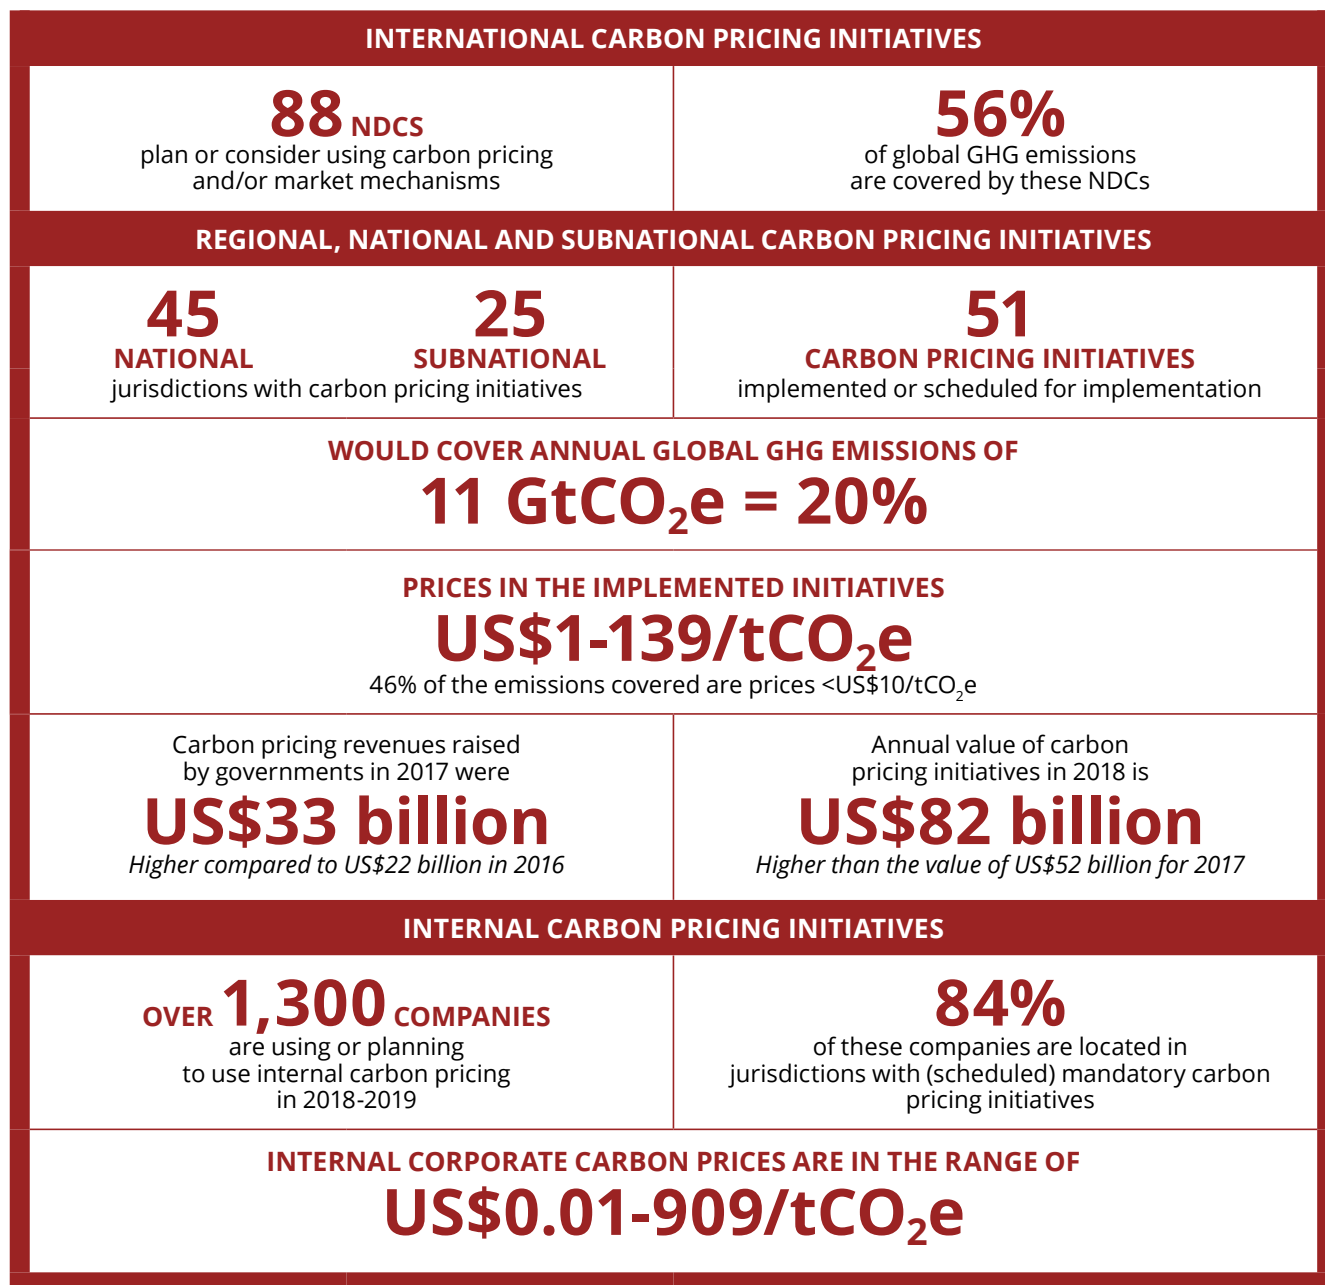 INTERNATIONAL CARBON PRICING INITIATIVES
88 NDCS
plan or consider using carbon pricing
and/or market mechanisms
56%
of global GHG emissions
are covered by these NDCs
REGIONAL, NATIONAL AND SUBNATIONAL CARBON PRICING INITIATIVES
45
NATIONAL
25
SUBNATIONAL
jurisdictions with carbon pricing initiatives
51
CARBON PRICING INITIATIVES
implemented or scheduled for implementation
WOULD COVER ANNUAL GLOBAL GHG EMISSIONS OF
11 GtCO₂e = 20%
PRICES IN THE IMPLEMENTED INITIATIVES
US$1-139/tCO₂e
46% of the emissions covered are prices <US$10/tCO₂e
Carbon pricing revenues raised
by governments in 2017 were
US$33 billion
Higher compared to US$22 billion in 2016
Annual value of carbon
pricing initiatives in 2018 is
US$82 billion
Higher than the value of US$52 billion for 2017
INTERNAL CARBON PRICING INITIATIVES
OVER 1,300 COMPANIES
are using or planning
to use internal carbon pricing
in 2018-2019
84%
of these companies are located in
jurisdictions with (scheduled) mandatory carbon
pricing initiatives
INTERNAL CORPORATE CARBON PRICES ARE IN THE RANGE OF
US$0.01-909/tCO₂e